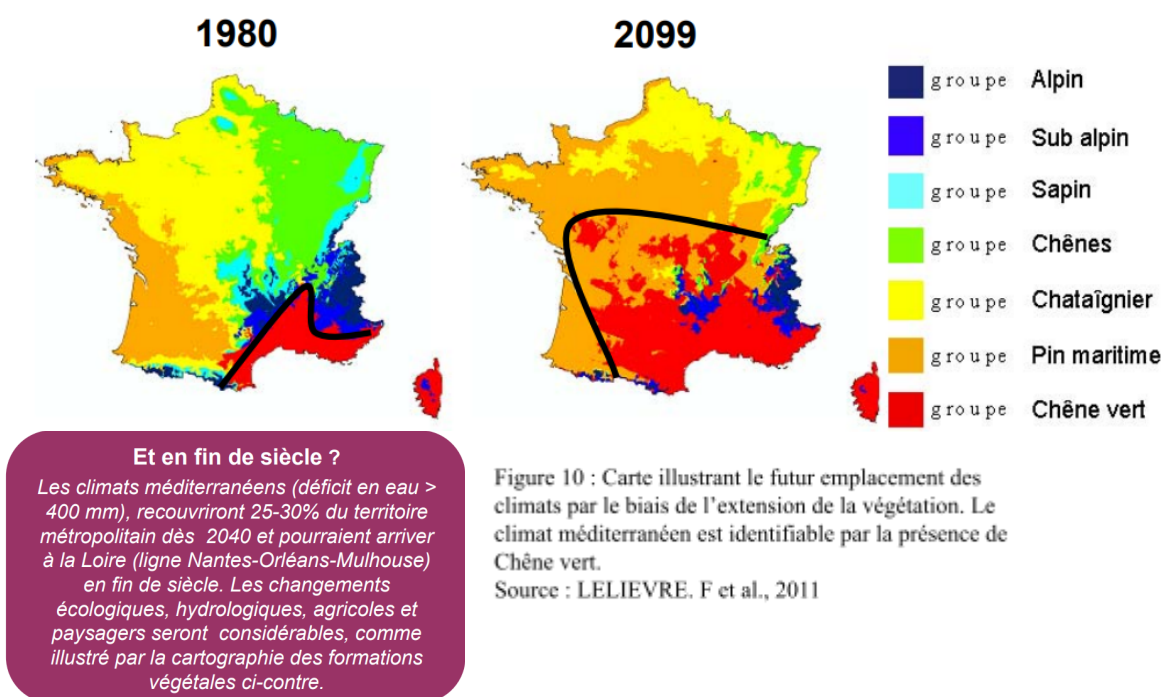 1980
2099
groupe Alpin
groupe Sub alpin
groupe Sapin
groupe Chênes
groupe Chataîgnier
groupe Pin maritime
groupe Chêne vert
Et en fin de siècle ?
Les climats méditerranéens (déficit en eau >
400 mm), recouvriront 25-30% du territoire
métropolitain dès 2040 et pourraient arriver
à la Loire (ligne Nantes-Orléans-Mulhouse)
en fin de siècle. Les changements
écologiques, hydrologiques, agricoles et
paysagers seront considérables, comme
illustré par la cartographie des formations
végétales ci-contre.
Figure 10 : Carte illustrant le futur emplacement des
climats par le biais de l’extension de la végétation. Le
climat méditerranéen est identifiable par la présence de
Chêne vert.
Source : LELIEVRE. F et al., 2011